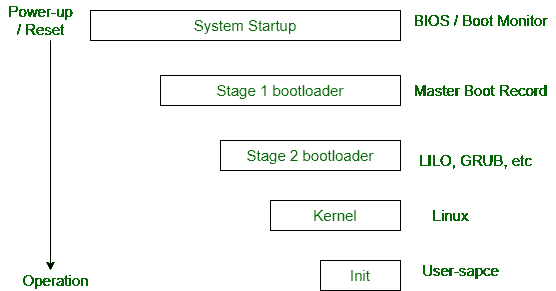 Power-up
/ Reset
System Startup
BIOS / Boot Monitor
Stage 1 bootloader
Master Boot Record
Stage 2 bootloader
LILO, GRUB, etc
Kernel
Linux
Operation
Init
User-sapce